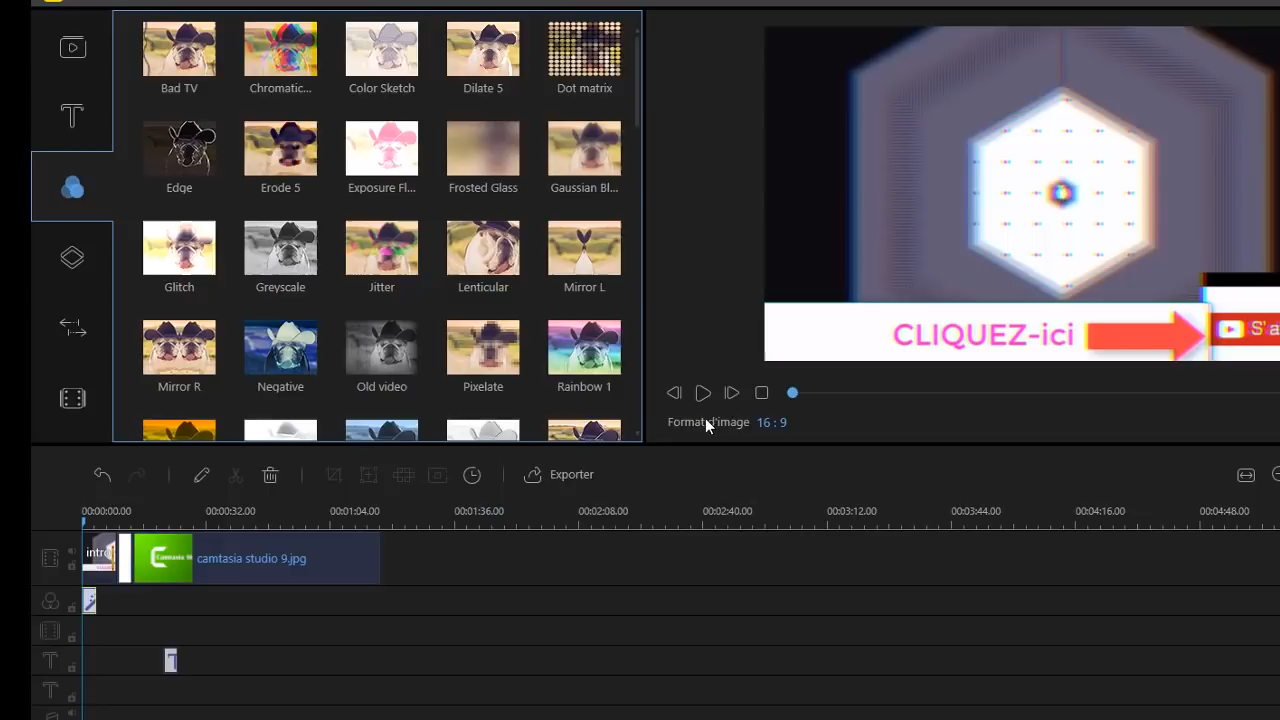 Bad TV
Chromatic...
Color Sketch
Dilate 5
Dot matrix
Edge
Erode 5
Exposure Fl...
Frosted Glass
Gaussian Bl...
Glitch
Greyscale
Jitter
Lenticular
Mirror L
Mirror R
Negative
Old video
Pixelate
Rainbow 1
CLIQUEZ-ici
S'a
Format d'image 16 : 9
Exporter
00:00:00.00
00:00:32.00
00:01:04.00
00:01:36.00
00:02:08.00
00:02:40.00
00:03:12.00
00:03:44.00
00:04:16.00
00:04:48.00
intro
camtasia studio 9.jpg